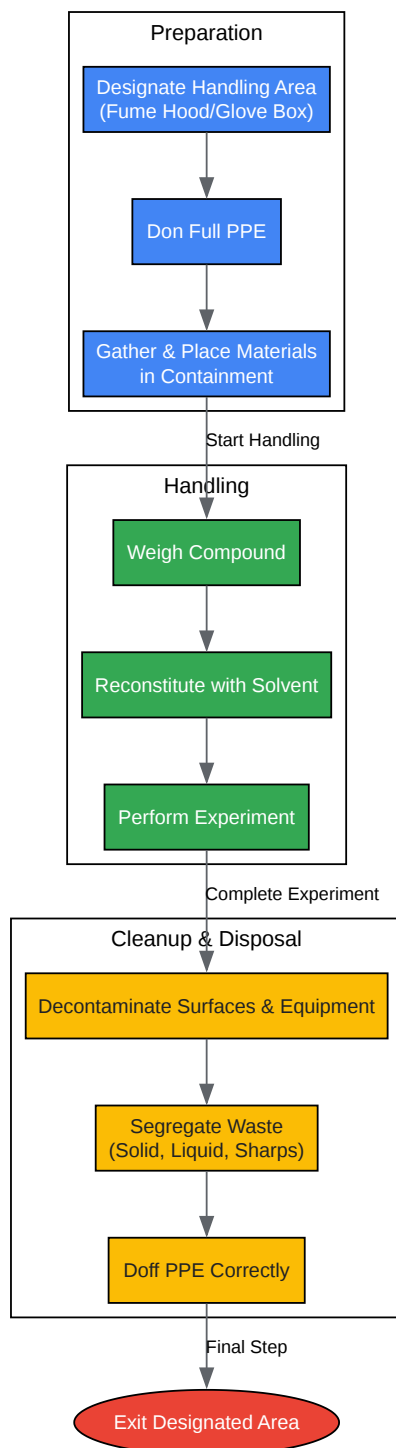 Preparation
Designate Handling Area
(Fume Hood/Glove Box)
Don Full PPE
Gather & Place Materials
in Containment
Start Handling
Handling
Weigh Compound
Reconstitute with Solvent
Perform Experiment
Complete Experiment
Cleanup & Disposal
Decontaminate Surfaces & Equipment
Segregate Waste
(Solid, Liquid, Sharps)
Doff PPE Correctly
Final Step
Exit Designated Area